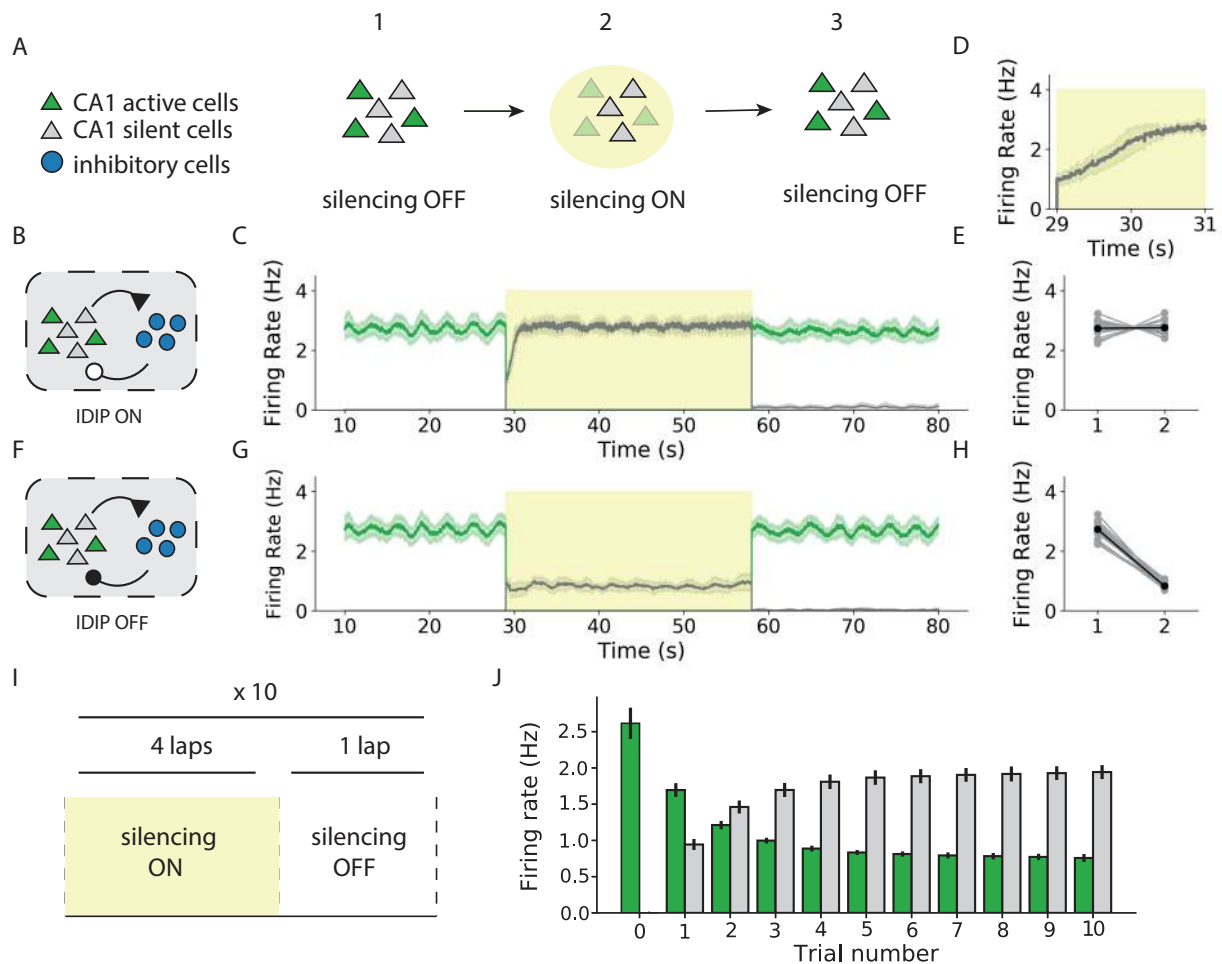 1
2
3
A
D
CA1 active cells
CA1 silent cells
inhibitory cells
silencing OFF
silencing ON
silencing OFF
Firing Rate (Hz)
4
2
0
29
30
31
Time (s)
B
IDIP ON
C
Firing Rate (Hz)
4
2
0
10
20
30
40
50
60
70
80
Time (s)
E
Firing Rate (Hz)
4
2
0
1
2
F
IDIP OFF
G
Firing Rate (Hz)
4
2
0
10
20
30
40
50
60
70
80
Time (s)
H
Firing Rate (Hz)
4
2
0
1
2
I
x 10
4 laps
1 lap
silencing
ON
silencing
OFF
J
Firing rate (Hz)
2.5
2.0
1.5
1.0
0.5
0.0
0
1
2
3
4
5
6
7
8
9
10
Trial number